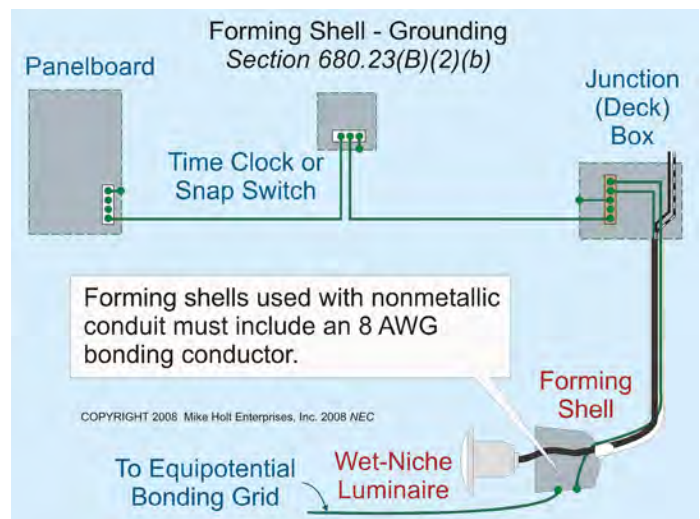 Forming Shell - Grounding
Section 680.23(B)(2)(b)
Panelboard
Junction
(Deck)
Box
Time Clock or
Snap Switch
Forming shells used with nonmetallic
conduit must include an 8 AWG
bonding conductor.
Forming
Shell
COPYRIGHT 2008 Mike Holt Enterprises, Inc. 2008 NEC
Wet-Niche
Luminaire
To Equipotential
Bonding Grid